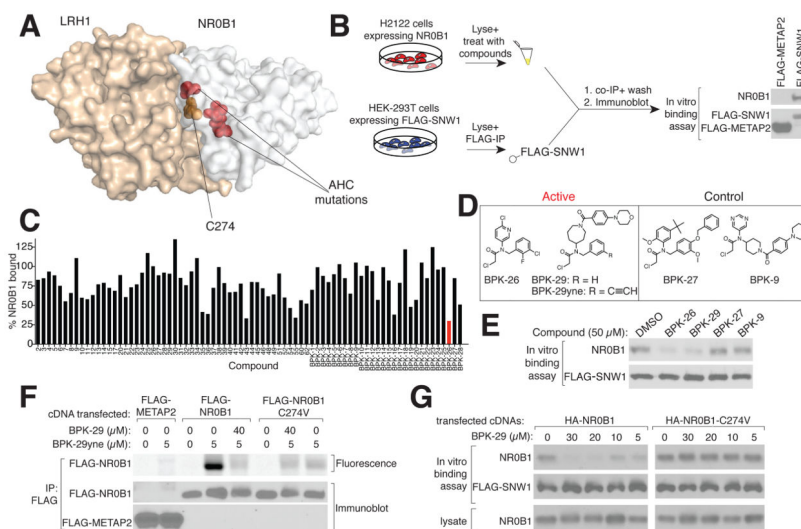 A
LRH1
NR0B1
C274
AHC
mutations
B
H2122 cells
expressing NR0B1
Lyse+
treat with
compounds
HEK-293T cells
expressing FLAG-SNW1
Lyse+
FLAG-IP
FLAG-SNW1
1. co-IP+ wash
2. Immunoblot
In vitro
binding
assay
FLAG-METAP2
FLAG-SNW1
NR0B1
FLAG-SNW1
FLAG-METAP2
C
% NR0B1 bound
125
100
75
50
25
0
Compound
D
Active
Control
BPK-26
BPK-29: R = H
BPK-29yne: R = C≡CH
BPK-27
BPK-9
E
Compound (50 µM):
DMSO
BPK-26
BPK-29
BPK-27
BPK-9
In vitro
binding
assay
NR0B1
FLAG-SNW1
F
cDNA transfected:
FLAG-
METAP2
FLAG-
NR0B1
FLAG-NR0B1
C274V
BPK-29 (µM): 0 0 0 0 40 0 40 0
BPK-29yne (µM): 0 5 0 5 5 0 5 5
IP:
FLAG
FLAG-NR0B1
Fluorescence
FLAG-NR0B1
Immunoblot
FLAG-METAP2
G
transfected cDNAs:
HA-NR0B1
HA-NR0B1-C274V
BPK-29 (µM): 0 30 20 10 5 0 30 20 10 5
In vitro
binding
assay
NR0B1
FLAG-SNW1
lysate
NR0B1